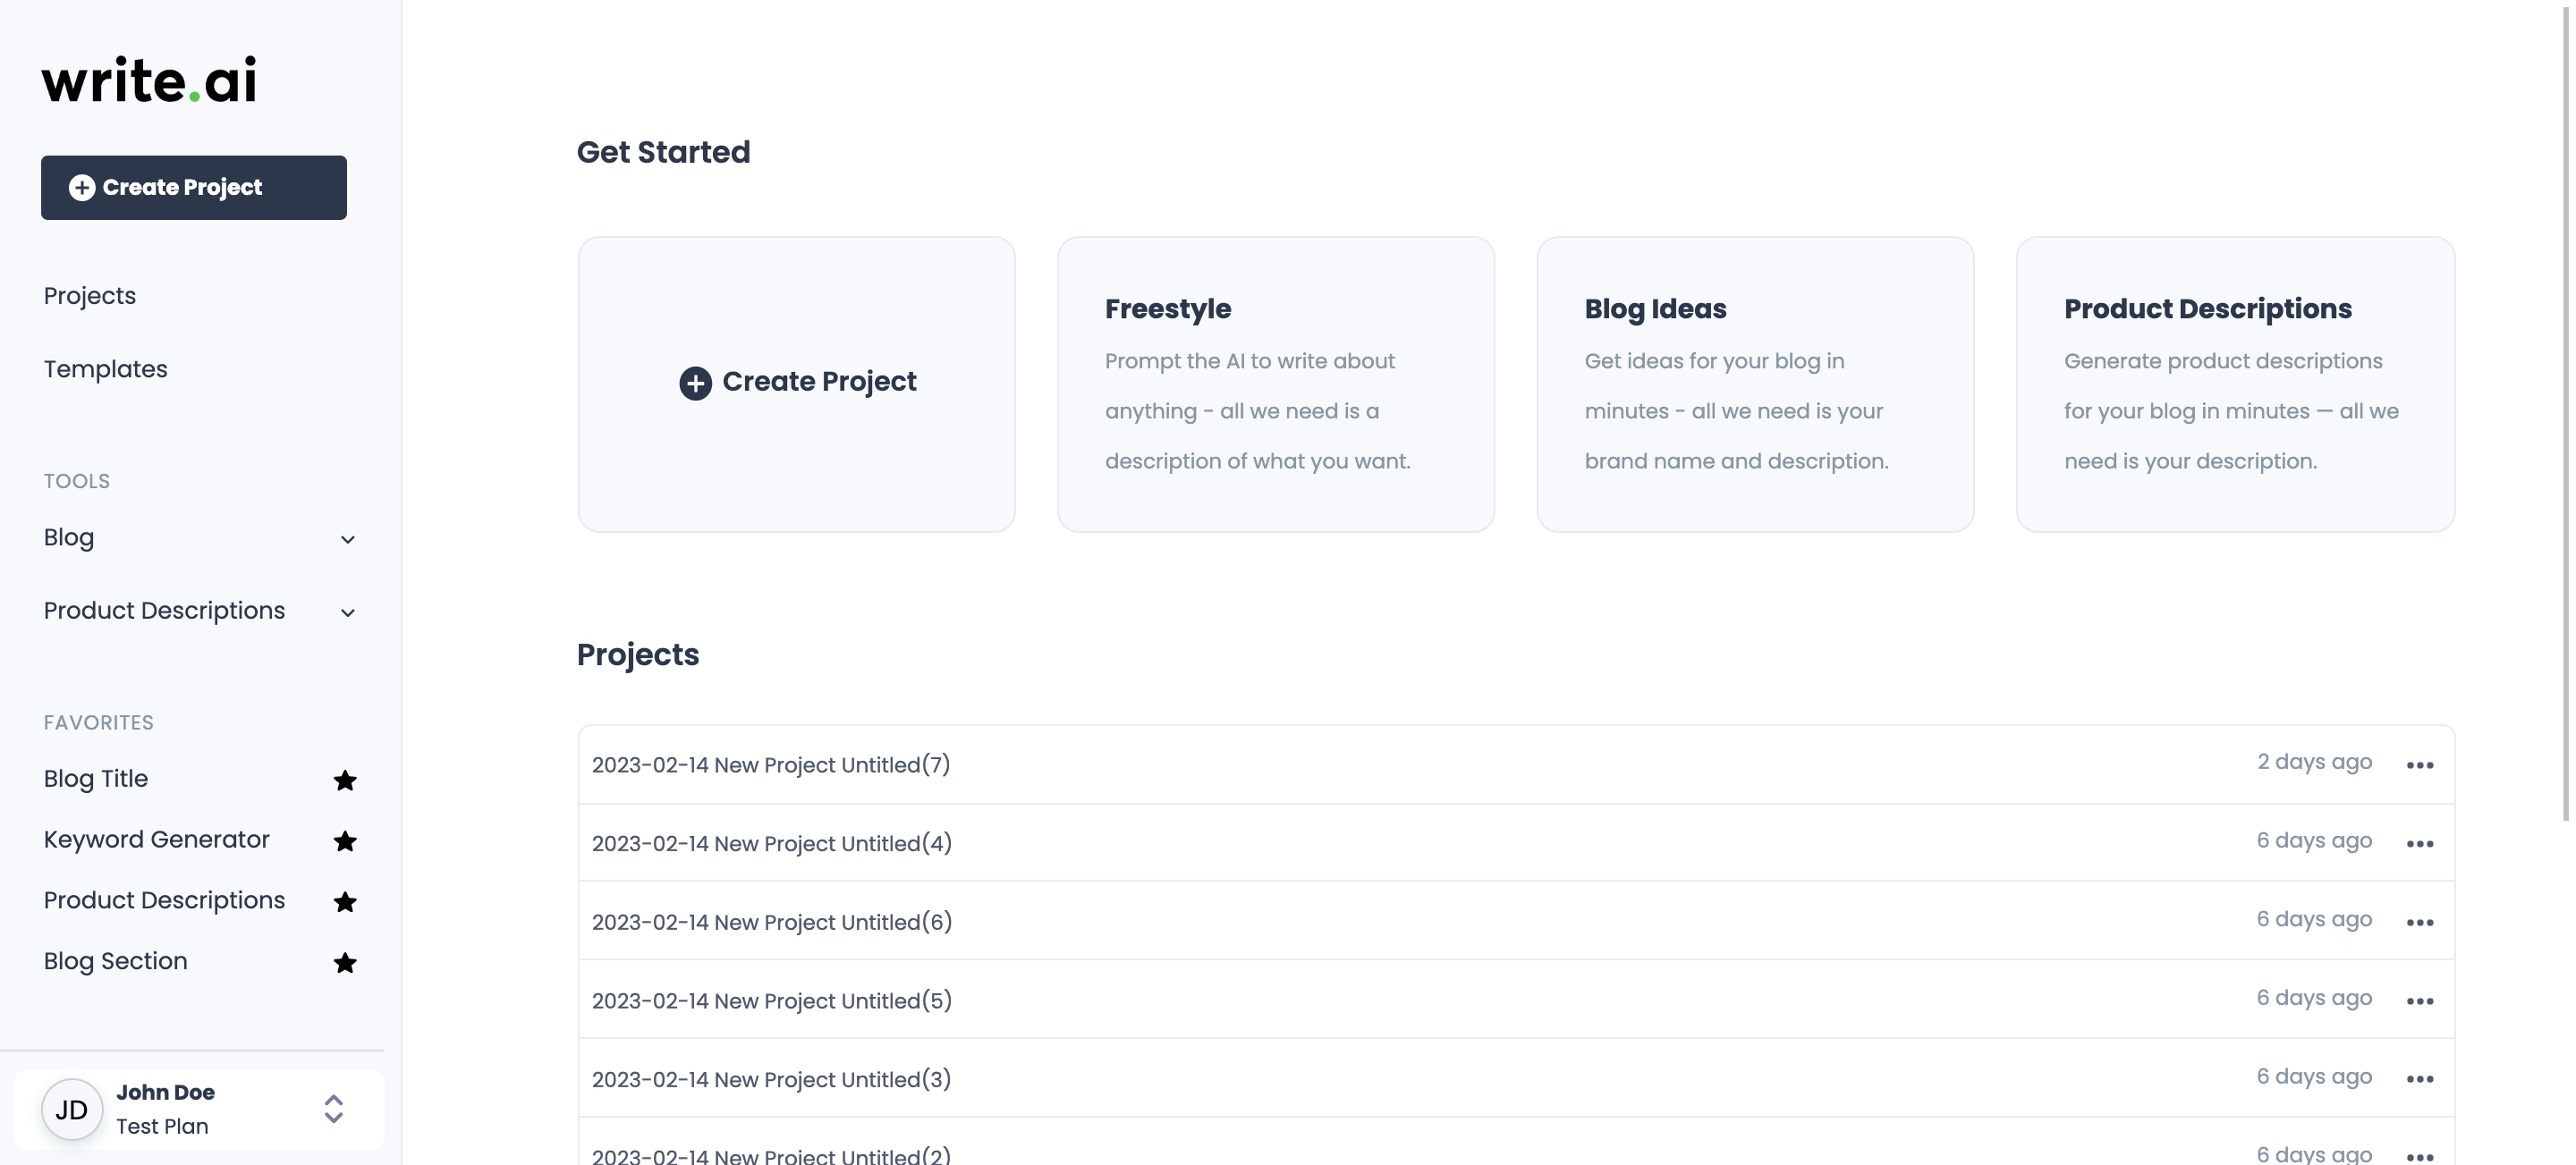 write.ai
Create Project
Projects
Templates
TOOLS
Blog
Product Descriptions
FAVORITES
Blog Title
Keyword Generator
Product Descriptions
Blog Section
JD
John Doe
Test Plan
Get Started
Create Project
Freestyle
Prompt the AI to write about
anything - all we need is a
description of what you want.
Blog Ideas
Get ideas for your blog in
minutes - all we need is your
brand name and description.
Product Descriptions
Generate product descriptions
for your blog in minutes — all we
need is your description.
Projects
2023-02-14 New Project Untitled(7) 2 days ago
2023-02-14 New Project Untitled(4) 6 days ago
2023-02-14 New Project Untitled(6) 6 days ago
2023-02-14 New Project Untitled(5) 6 days ago
2023-02-14 New Project Untitled(3) 6 days ago
2023-02-14 New Project Untitled(2) 6 days ago